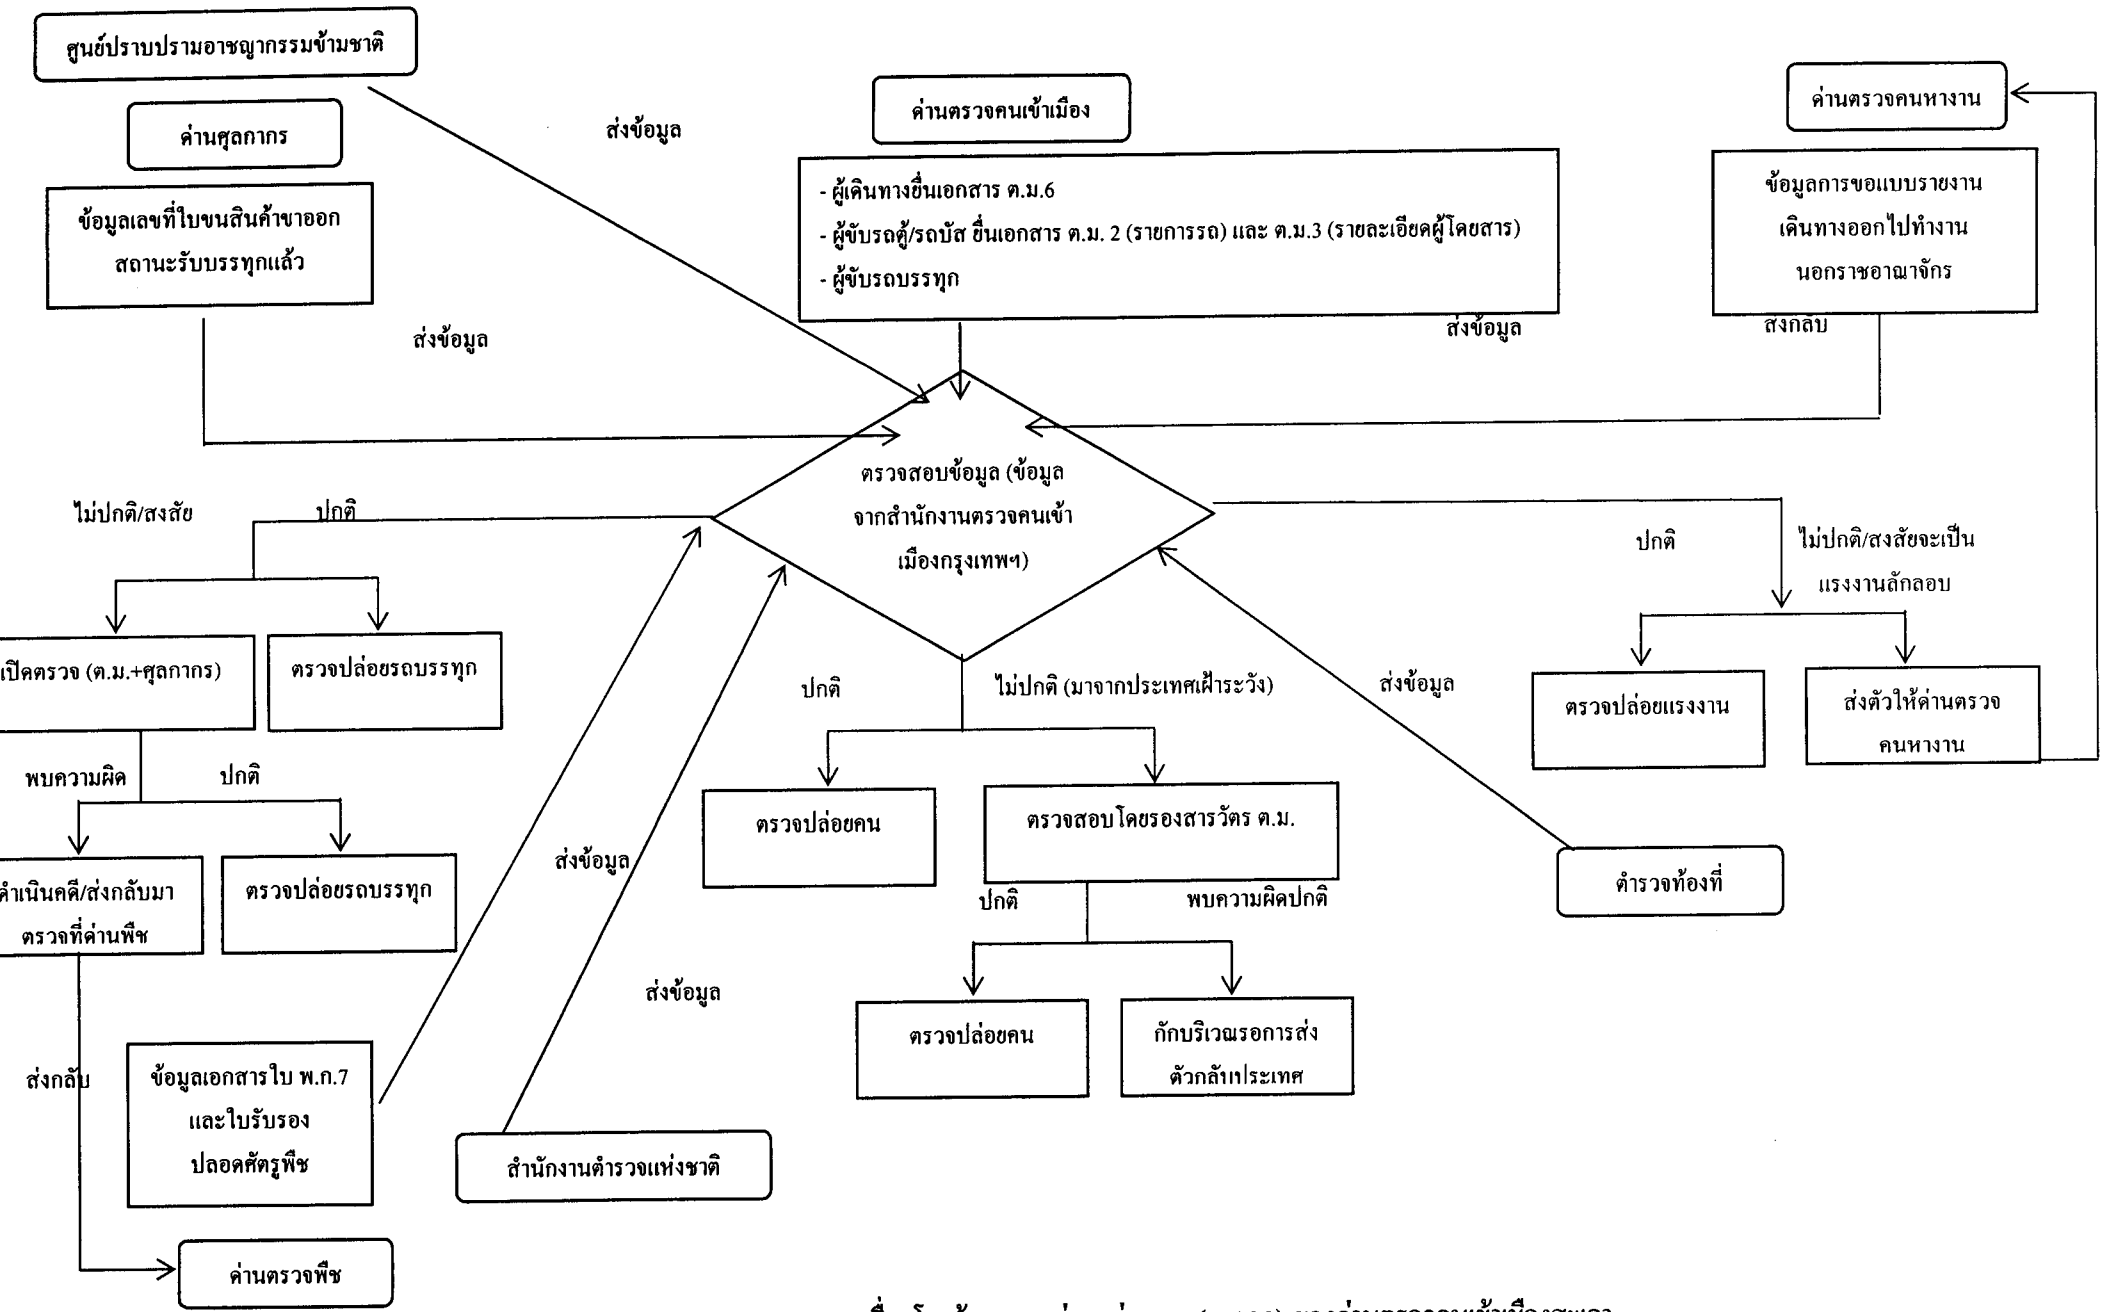 ศูนย์ปราบปรามอาชญากรรมข้ามชาติ
ด่านศุลกากร
ข้อมูลเลขที่ใบขนสินค้าขาออก
สถานะรับบรรทุกแล้ว
ส่งข้อมูล
ส่งข้อมูล
ด่านตรวจคนเข้าเมือง
- ผู้เดินทางยื่นเอกสาร ต.ม.6
- ผู้ขับรถตู้/รถบัส ยื่นเอกสาร ต.ม. 2 (รายการรถ) และ ต.ม.3 (รายละเอียดผู้โดยสาร)
- ผู้ขับรถบรรทุก
ส่งข้อมูล
ด่านตรวจคนหางาน
ข้อมูลการขอแบบรายงาน
เดินทางออกไปทำงาน
นอกราชอาณาจักร
ส่งกลับ
ตรวจสอบข้อมูล (ข้อมูล
จากสำนักงานตรวจคนเข้า
เมืองกรุงเทพฯ)
ไม่ปกติ/สงสัย
ปกติ
เปิดตรวจ (ต.ม.+ศุลกากร)
ตรวจปล่อยรถบรรทุก
พบความผิด
ปกติ
ดำเนินคดี/ส่งกลับมา
ตรวจที่ด่านพืช
ตรวจปล่อยรถบรรทุก
ส่งกลับ
ข้อมูลเอกสารใบ พ.ก.7
และใบรับรอง
ปลอดศัตรูพืช
ด่านตรวจพืช
ส่งข้อมูล
ส่งข้อมูล
สำนักงานตำรวจแห่งชาติ
ปกติ
ไม่ปกติ (มาจากประเทศเฝ้าระวัง)
ตรวจปล่อยคน
ตรวจสอบโดยรองสารวัตร ต.ม.
ปกติ
พบความผิดปกติ
ตรวจปล่อยคน
กักบริเวณรอการส่ง
ตัวกลับประเทศ
ส่งข้อมูล
ตำรวจท้องที่
ปกติ
ไม่ปกติ/สงสัยจะเป็น
แรงงานลักลอบ
ตรวจปล่อยแรงงาน
ส่งตัวให้ด่านตรวจ
คนหางาน